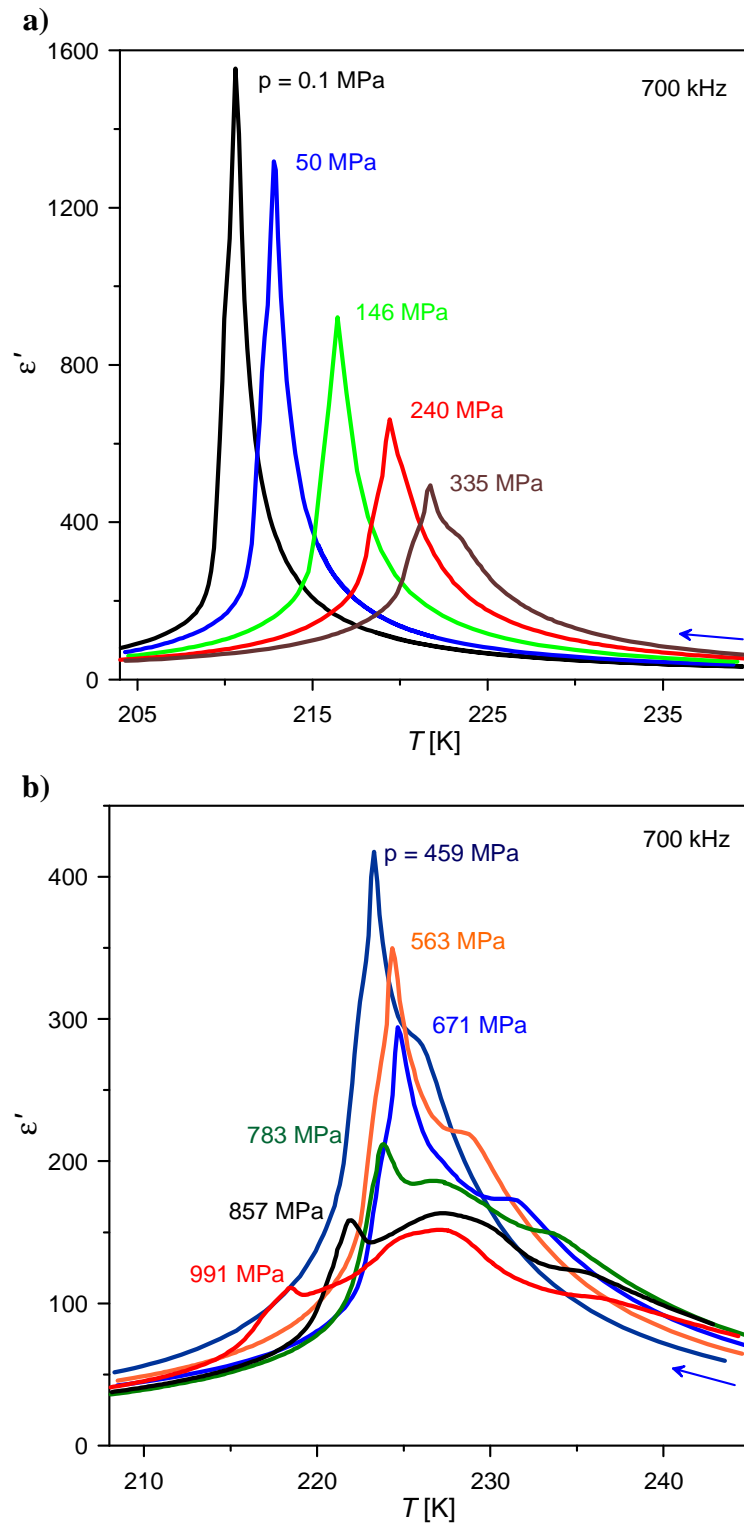 a)
1600
p = 0.1 MPa
700 kHz
50 MPa
1200
146 MPa
ε'
800
240 MPa
335 MPa
400
0
205
215
225
235
T [K]
b)
700 kHz
p = 459 MPa
400
563 MPa
300
671 MPa
ε'
783 MPa
200
857 MPa
991 MPa
100
0
210
220
230
240
T [K]